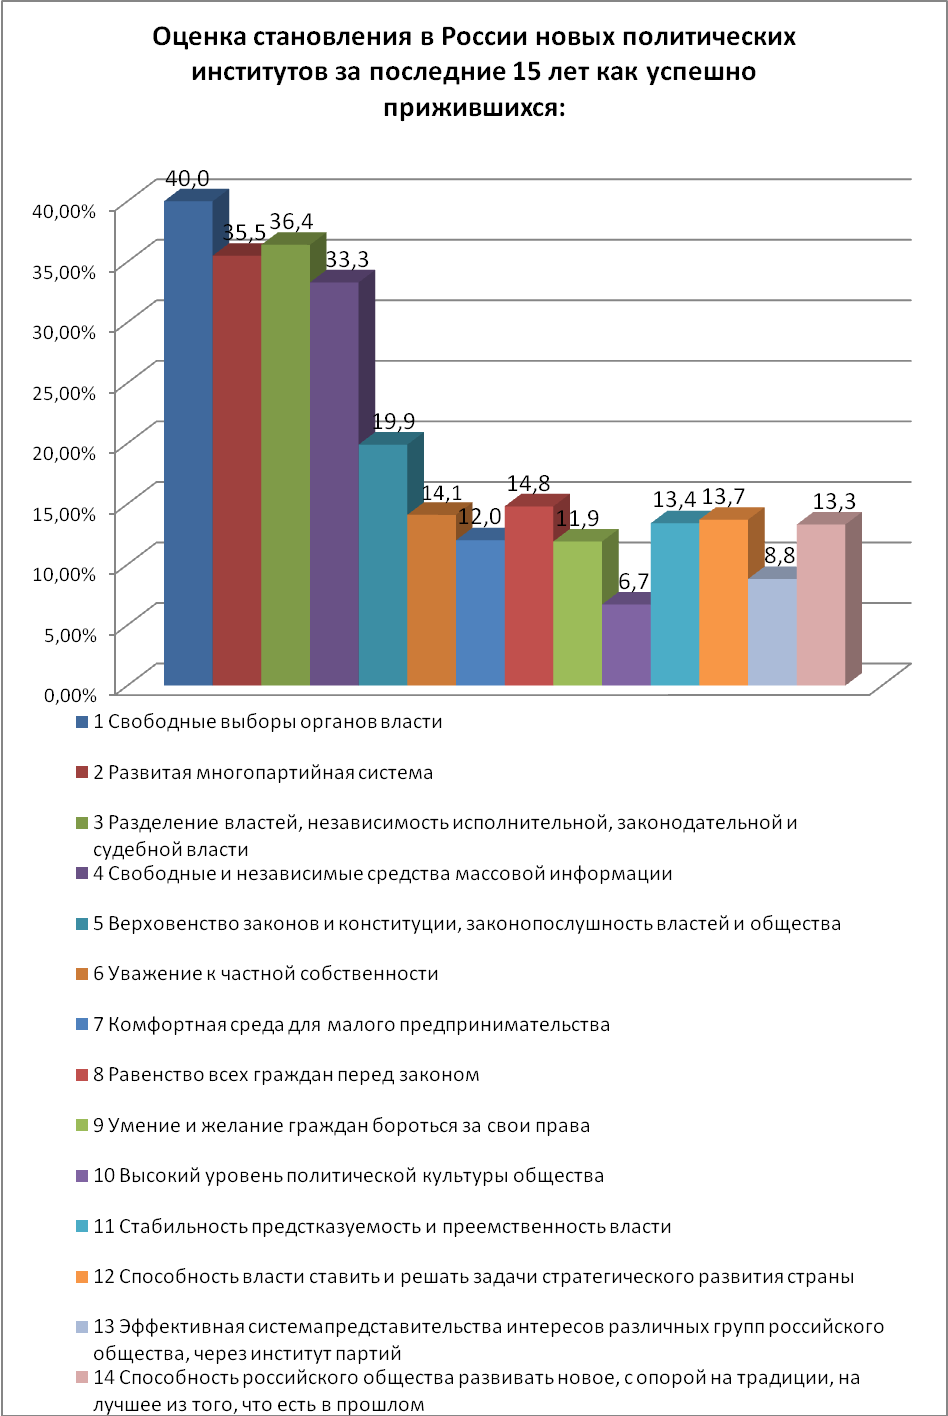 Оценка становления в России новых политических
институтов за последние 15 лет как успешно
прижившихся:
40,0
35,5
36,4
33,3
19,9
14,1
12,0
14,8
11,9
6,7
13,4
13,7
8,8
13,3
40,00%
35,00%
30,00%
25,00%
20,00%
15,00%
10,00%
5,00%
0,00%
1 Свободные выборы органов власти
2 Развитая многопартийная система
3 Разделение властей, независимость исполнительной, законодательной и
судебной власти
4 Свободные и независимые средства массовой информации
5 Верховенство законов и конституции, законопослушность властей и общества
6 Уважение к частной собственности
7 Комфортная среда для малого предпринимательства
8 Равенство всех граждан перед законом
9 Умение и желание граждан бороться за свои права
10 Высокий уровень политической культуры общества
11 Стабильность предстказуемость и преемственность власти
12 Способность власти ставить и решать задачи стратегического развития страны
13 Эффективная системапредставительства интересов различных групп российского
общества, через институт партий
14 Способность российского общества развивать новое, с опорой на традиции, на
лучшее из того, что есть в прошлом